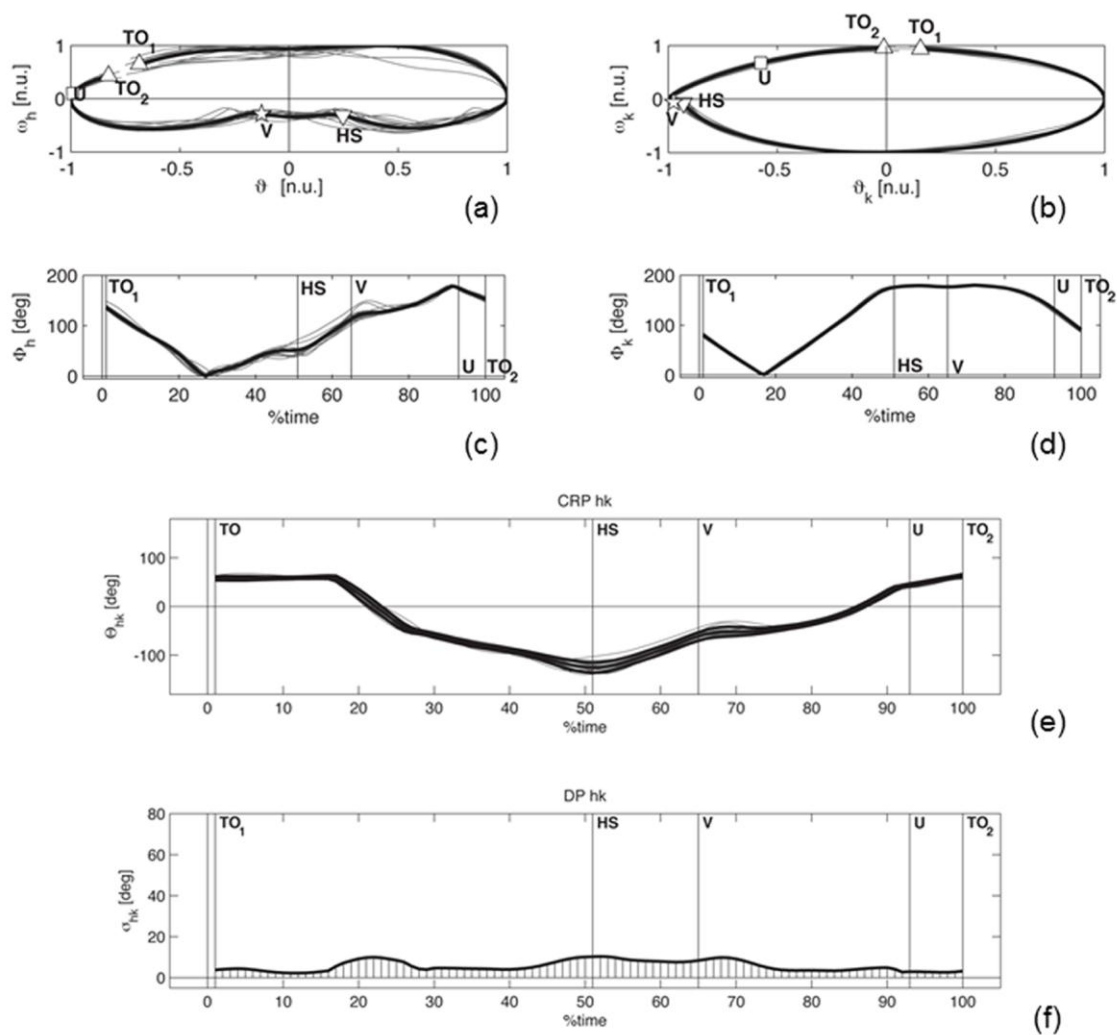 TO1
TO2
U
V
HS
1
0
-1
ωh [n.u.]
-1 -0.5 0 0.5 1
ϑ [n.u.]
(a)
TO2 TO1
U
HS
V
1
0
-1
ωk [n.u.]
-1 -0.5 0 0.5 1
ϑk [n.u.]
(b)
200
100
0
Φh [deg]
TO1 HS V
U TO2
0 20 40 60 80 100
%time
(c)
200
100
0
Φk [deg]
TO1 U TO2
HS V
0 20 40 60 80 100
%time
(d)
CRP hk
TO HS V U TO2
100
0
-100
Θhk [deg]
0 10 20 30 40 50 60 70 80 90 100
%time
(e)
DP hk
TO1 HS V U TO2
80
60
40
20
0
σhk [deg]
0 10 20 30 40 50 60 70 80 90 100
(f)